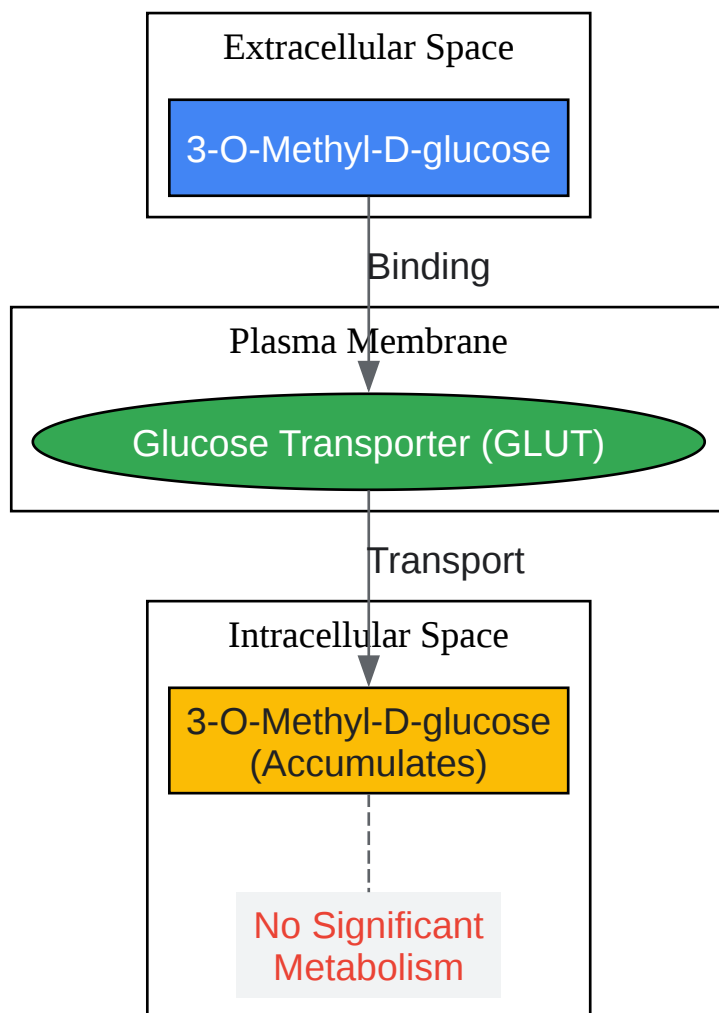 Extracellular Space
3-O-Methyl-D-glucose
Binding
Plasma Membrane
Glucose Transporter (GLUT)
Transport
Intracellular Space
3-O-Methyl-D-glucose
(Accumulates)
No Significant
Metabolism